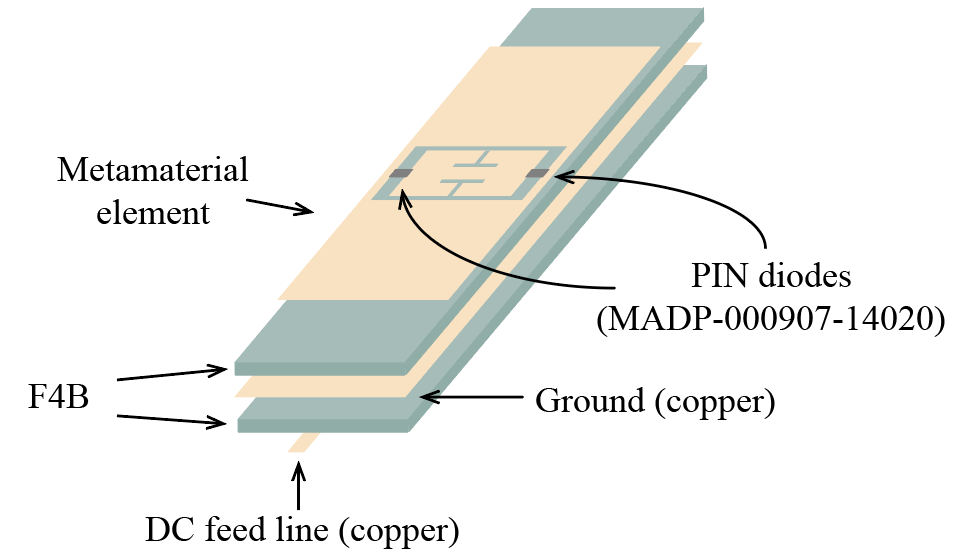 Metamaterial
element
PIN diodes
(MADP-000907-14020)
F4B
Ground (copper)
DC feed line (copper)